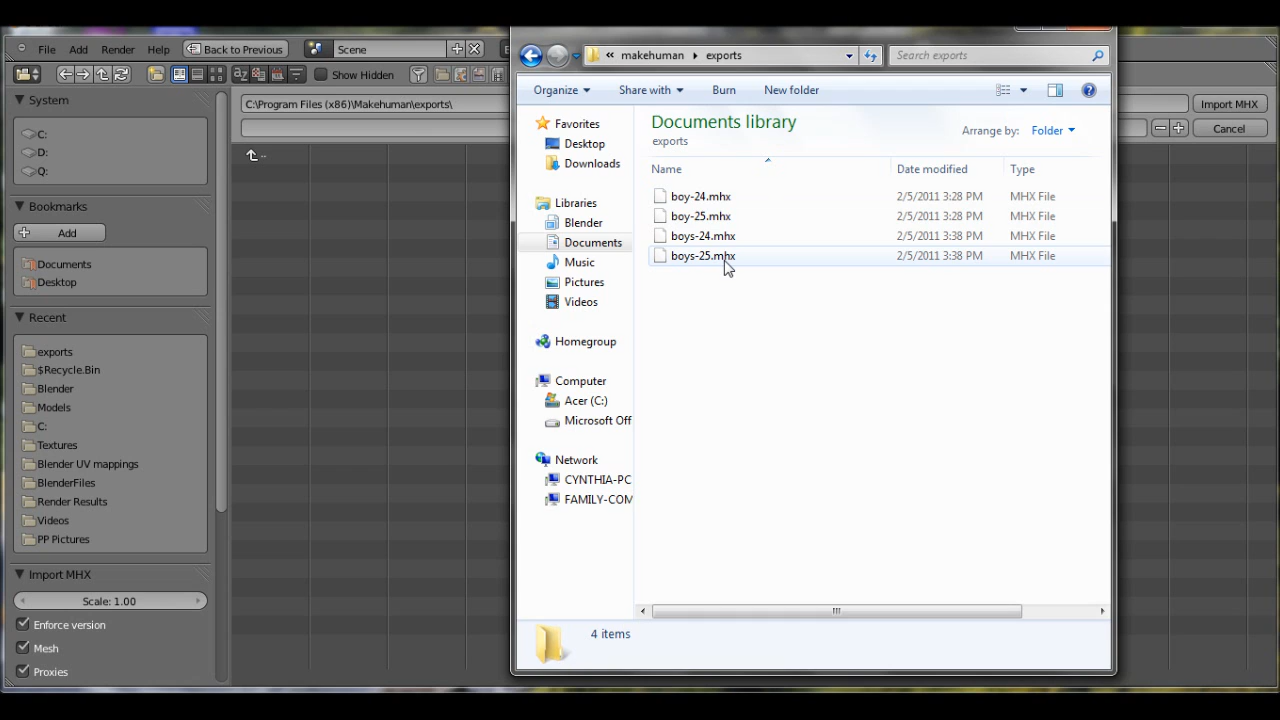 File Add Render Help Back to Previous Scene
Show Hidden
System
C:
D:
Q:
Bookmarks
Add
Documents
Desktop
Recent
exports
$Recycle.Bin
Blender
Models
C:
Textures
Blender UV mappings
BlenderFiles
Render Results
Videos
PP Pictures
Import MHX
Scale: 1.00
Enforce version
Mesh
Proxies
C:\Program Files (x86)\Makehuman\exports\
..
« makehuman exports
Search exports
Organize Share with Burn New folder
Favorites
Desktop
Downloads
Libraries
Blender
Documents
Music
Pictures
Videos
Homegroup
Computer
Acer (C:)
Microsoft Off
Network
CYNTHIA-PC
FAMILY-COM
Documents library
exports
Arrange by: Folder
Name Date modified Type
boy-24.mhx 2/5/2011 3:28 PM MHX File
boy-25.mhx 2/5/2011 3:28 PM MHX File
boys-24.mhx 2/5/2011 3:38 PM MHX File
boys-25.mhx 2/5/2011 3:38 PM MHX File
4 items
Import MHX
Cancel